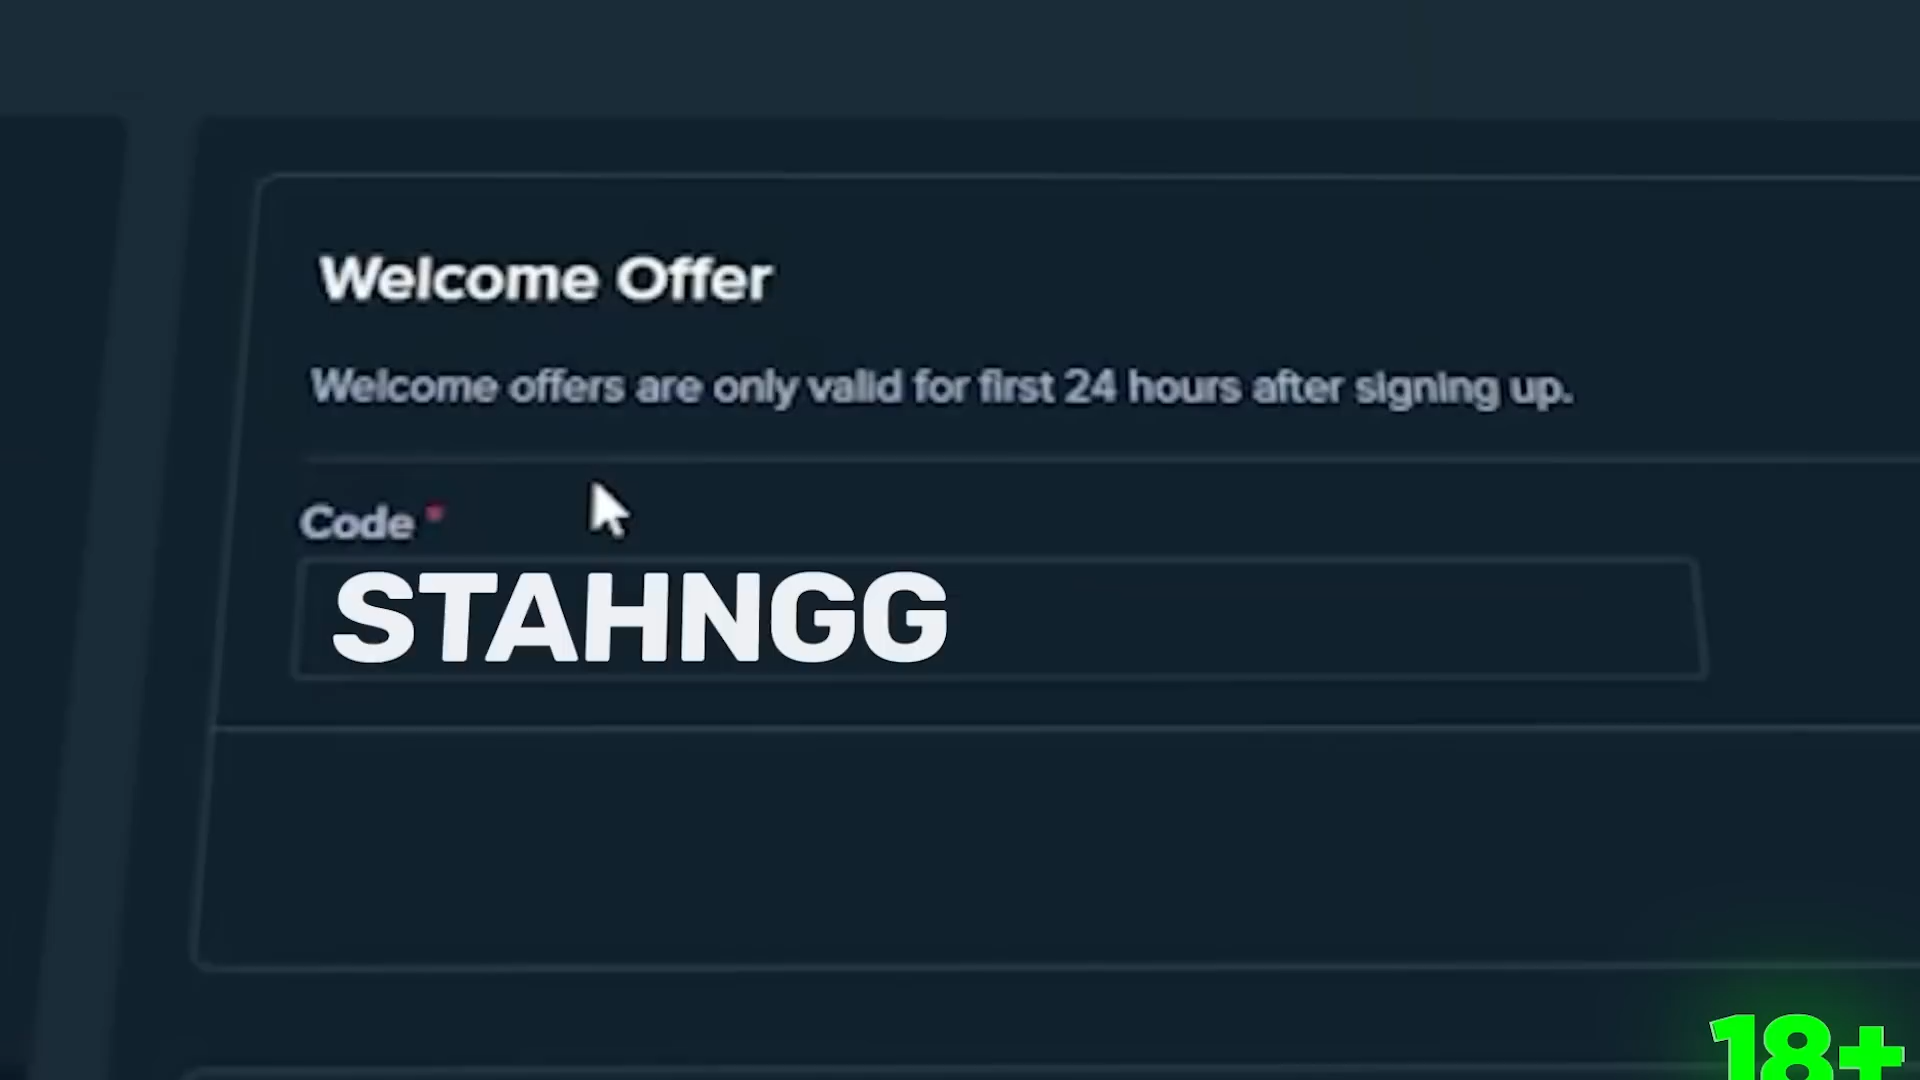 Welcome Offer
Welcome offers are only valid for first 24 hours after signing up.
Code *
STAHNGG
18+